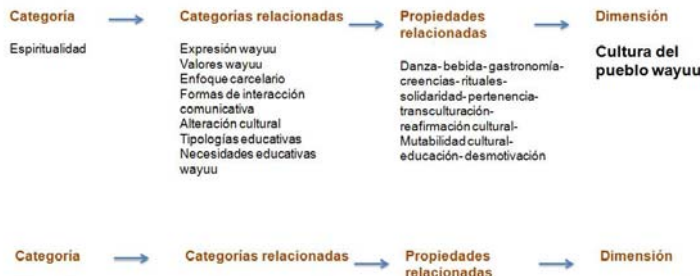 Categoría
Categorías relacionadas
Propiedades
relacionadas
Dimensión
Espiritualidad
Expresión wayuu
Valores wayuu
Enfoque carcelario
Formas de interacción
comunicativa
Alteración cultural
Tipologías educativas
Necesidades educativas
wayuu
Danza- bebida- gastronomía-
creencias- rituales-
solidaridad- pertenencia-
transculturación-
reafirmación cultural-
Mutabilidad cultural-
educación- desmotivación
Cultura del
pueblo wayuu
Categoría
Categorías relacionadas
Propiedades
relacionadas
Dimensión